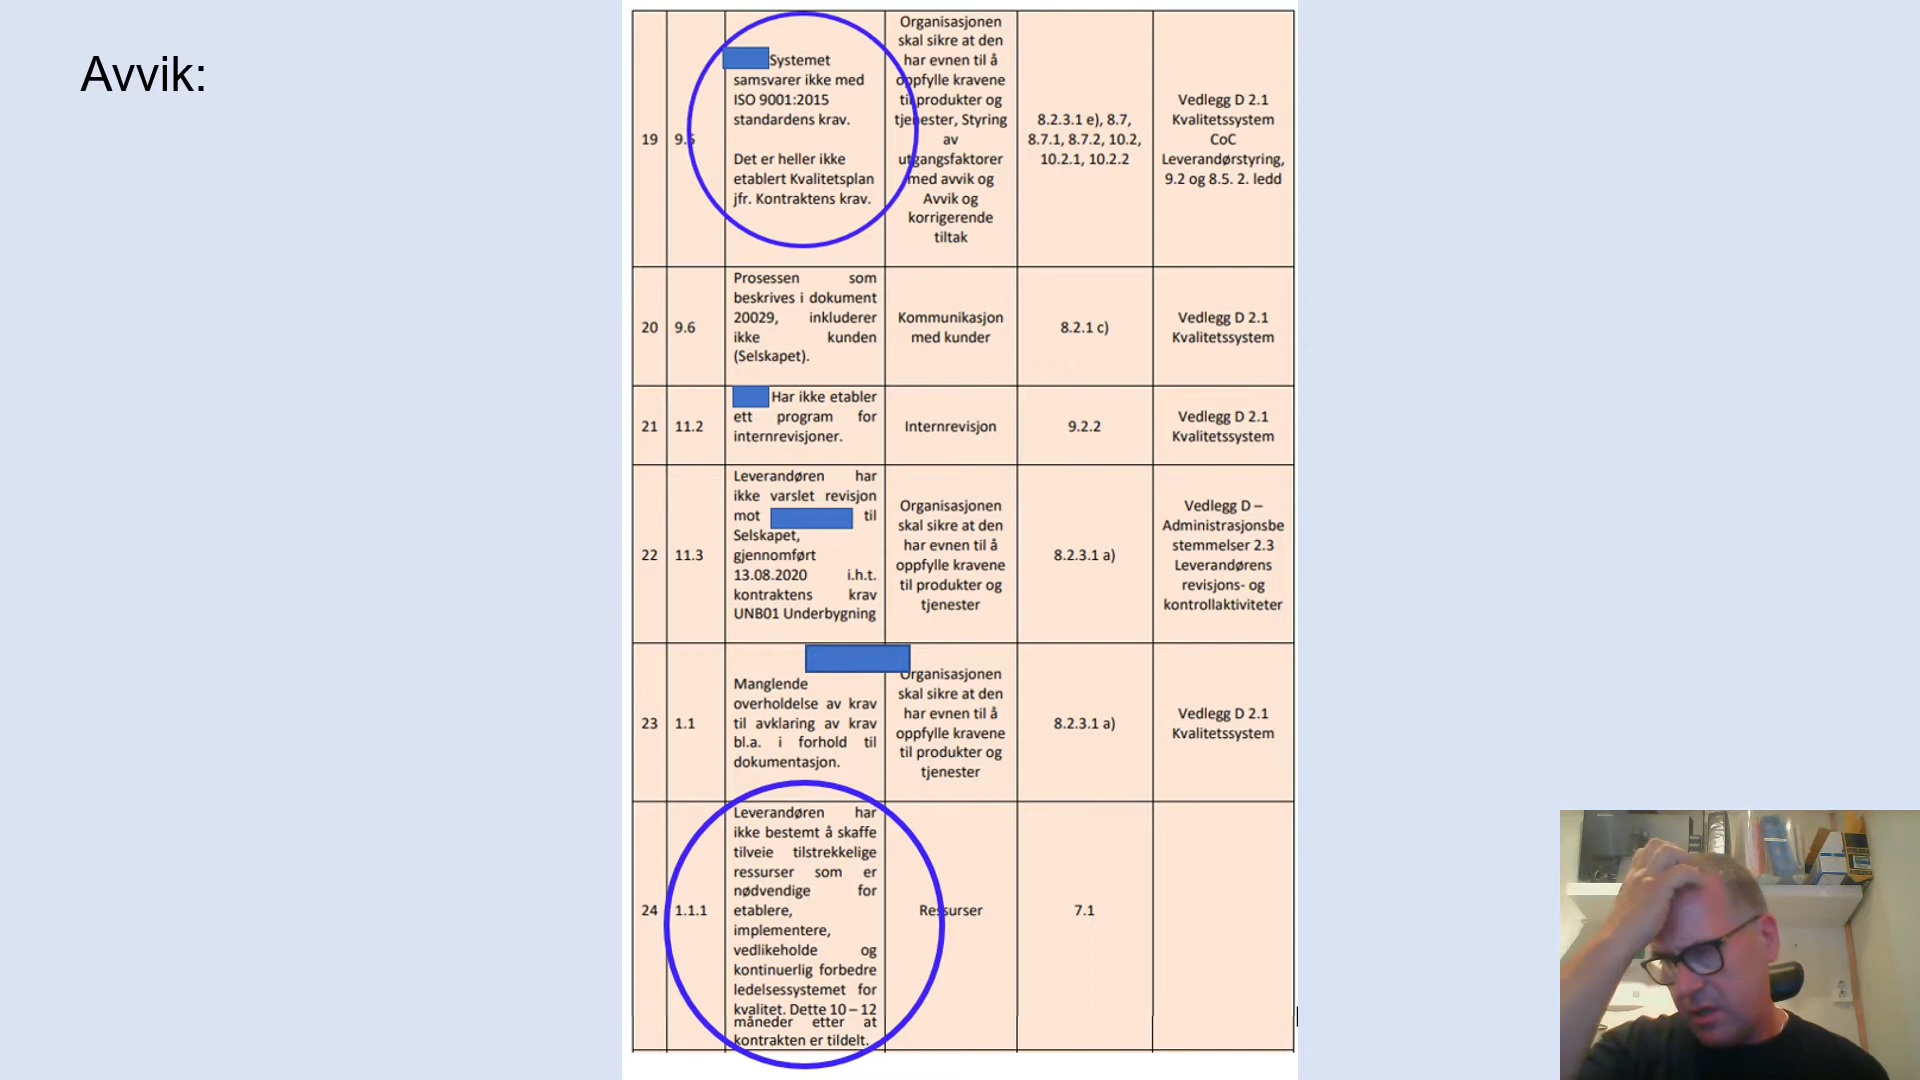 Avvik:
19
9.5
Systemet
samsvarer ikke med
ISO 9001:2015
standardens krav.
Det er heller ikke
etablert Kvalitetsplan
jfr. Kontraktens krav.
Organisasjonen
skal sikre at den
har evnen til å
oppfylle kravene
til produkter og
tjenester, Styring
av
utgangsfaktorer
med avvik og
Avvik og
korrigerende
tiltak
8.2.3.1 e), 8.7,
8.7.1, 8.7.2, 10.2,
10.2.1, 10.2.2
Vedlegg D 2.1
Kvalitetssystem
CoC
Leverandørstyring,
9.2 og 8.5. 2. ledd
20
9.6
Prosessen som
beskrives i dokument
20029, inkluderer
ikke kunden
(Selskapet).
Kommunikasjon
med kunder
8.2.1 c)
Vedlegg D 2.1
Kvalitetssystem
21
11.2
Har ikke etabler
ett program for
internrevisjoner.
Internrevisjon
9.2.2
Vedlegg D 2.1
Kvalitetssystem
22
11.3
Leverandøren har
ikke varslet revisjon
mot til
Selskapet,
gjennomført
13.08.2020 i.h.t.
kontraktens krav
UNB01 Underbygning
Organisasjonen
skal sikre at den
har evnen til å
oppfylle kravene
til produkter og
tjenester
8.2.3.1 a)
Vedlegg D –
Administrasjonsbe
stemmelser 2.3
Leverandørens
revisjons- og
kontrollaktiviteter
23
1.1
Manglende
overholdelse av krav
til avklaring av krav
bl.a. i forhold til
dokumentasjon.
Organisasjonen
skal sikre at den
har evnen til å
oppfylle kravene
til produkter og
tjenester
8.2.3.1 a)
Vedlegg D 2.1
Kvalitetssystem
24
1.1.1
Leverandøren har
ikke bestemt å skaffe
tilveie tilstrekkelige
ressurser som er
nødvendige for
etablere,
implementere,
vedlikeholde og
kontinuerlig forbedre
ledelsessystemet for
kvalitet. Dette 10 – 12
måneder etter at
kontrakten er tildelt.
Ressurser
7.1